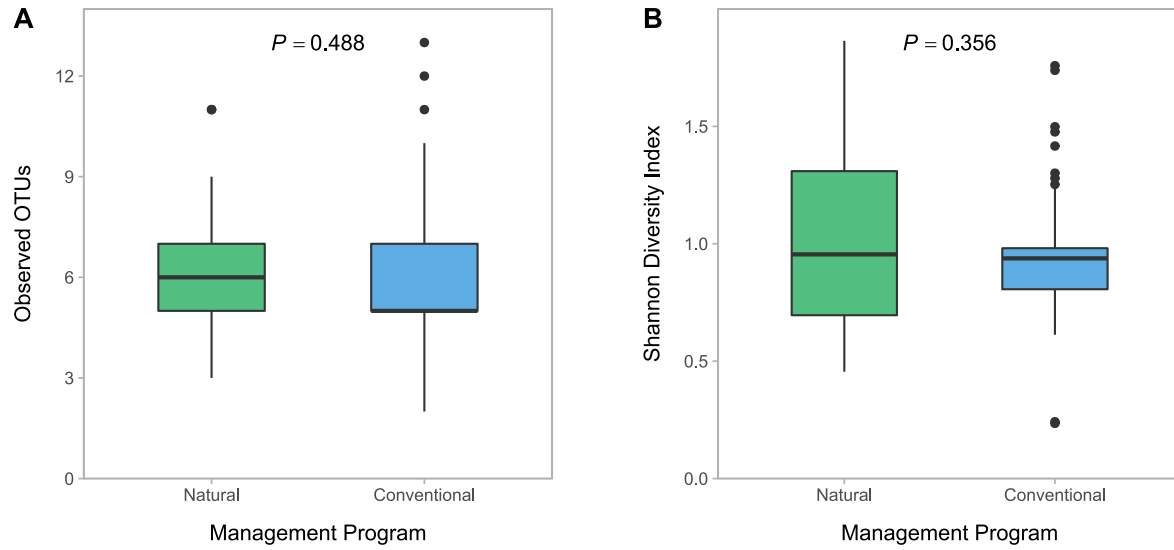 A
P = 0.488
Observed OTUs
12
9
6
3
0
Natural Conventional
Management Program
B
P = 0.356
Shannon Diversity Index
1.5
1.0
0.5
0.0
Natural Conventional
Management Program